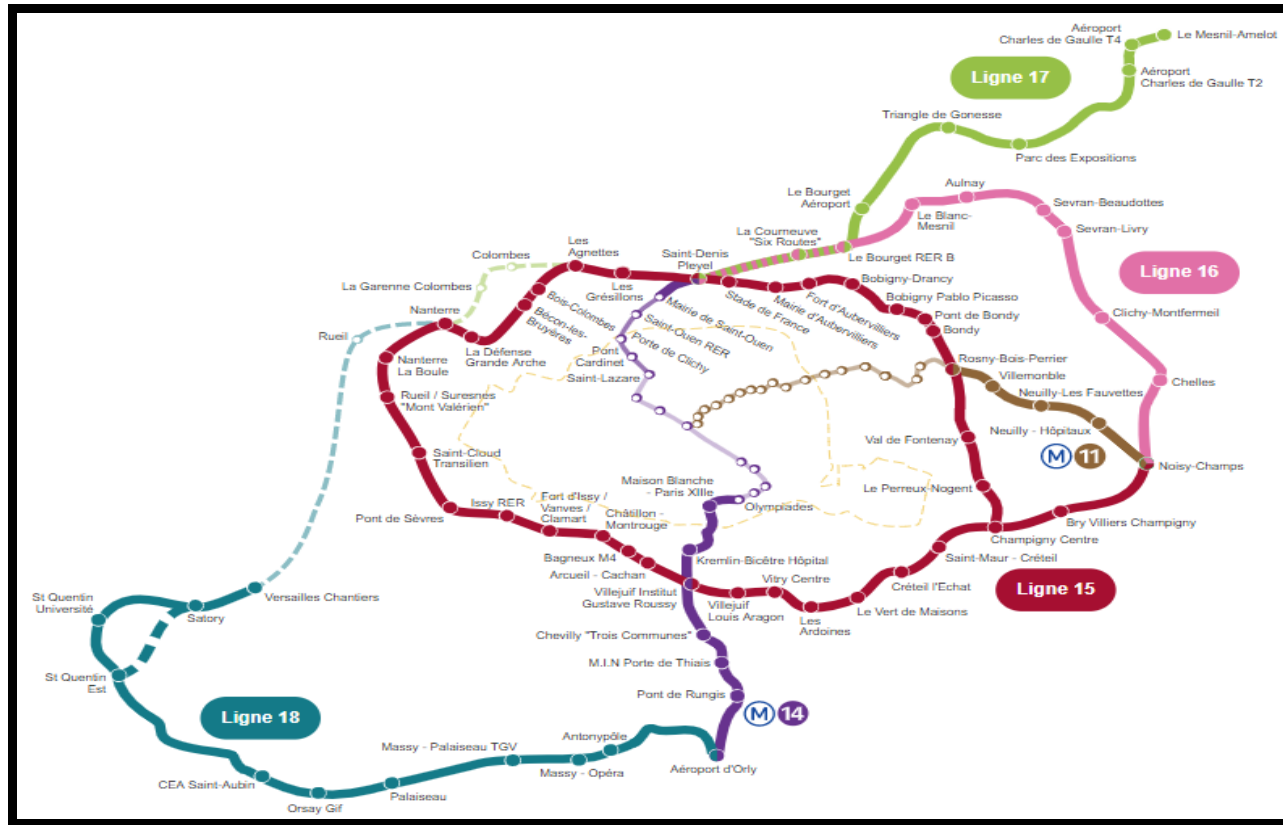 Aéroport
Charles de Gaulle T4
Le Mesnil-Amelot
Ligne 17
Aéroport
Charles de Gaulle T2
Triangle de Gonesse
Parc des Expositions
Le Bourget
Aéroport
Aulnay
Sevran-Beaudottes
Le Blanc-
Mesnil
Sevran-Livry
La Courneuve
"Six Routes"
Le Bourget RER B
Ligne 16
Colombes
Les
Agnettes
Saint-Denis
Pleyel
Bobigny-Drancy
La Garenne Colombes
Les
Grésillons
Mairie de Saint-Ouen
Stade de France
Fort d'Aubervilliers
Mairie d'Aubervilliers
Bobigny Pablo Picasso
Pont de Bondy
Clichy-Montfermeil
Nanterre
Bois-Colombes
Bécon-les-
Bruyères
Saint-Ouen RER
Porte de Clichy
Bondy
Rueil
La Défense
Grande Arche
Pont
Cardinet
Saint-Lazare
Rosny-Bois-Perrier
Nanterre
La Boule
Villemonble
Chelles
Rueil / Suresnes
"Mont Valérien"
Neuilly-Les Fauvettes
Neuilly - Hôpitaux
Val de Fontenay
M 11
Saint-Cloud
Transilien
Noisy-Champs
Maison Blanche
- Paris XIIIe
Le Perreux-Nogent
Issy RER
Fort d'Issy /
Vanves /
Clamart
Châtillon -
Montrouge
Olympiades
Pont de Sèvres
Bry Villiers Champigny
Champigny Centre
Bagneux M4
Kremlin-Bicêtre Hôpital
Saint-Maur - Créteil
Arcueil - Cachan
Vitry Centre
Créteil l'Echat
Ligne 15
Villejuif Institut
Gustave Roussy
Villejuif
Louis Aragon
Les
Ardoines
Le Vert de Maisons
St Quentin
Université
Versailles Chantiers
Satory
Chevilly "Trois Communes"
M.I.N Porte de Thiais
St Quentin
Est
Pont de Rungis
M 14
Ligne 18
Antonypôle
Massy - Palaiseau TGV
Massy - Opéra
Aéroport d'Orly
CEA Saint-Aubin
Palaiseau
Orsay Gif